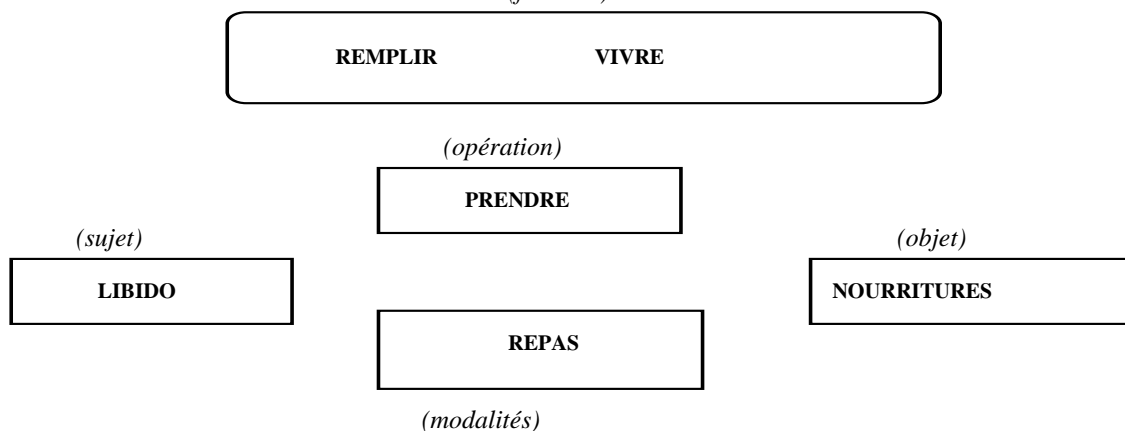 REMPLIR VIVRE
(opération)
PRENDRE
(sujet)
(objet)
LIBIDO
NOURRITURES
REPAS
(modalités)